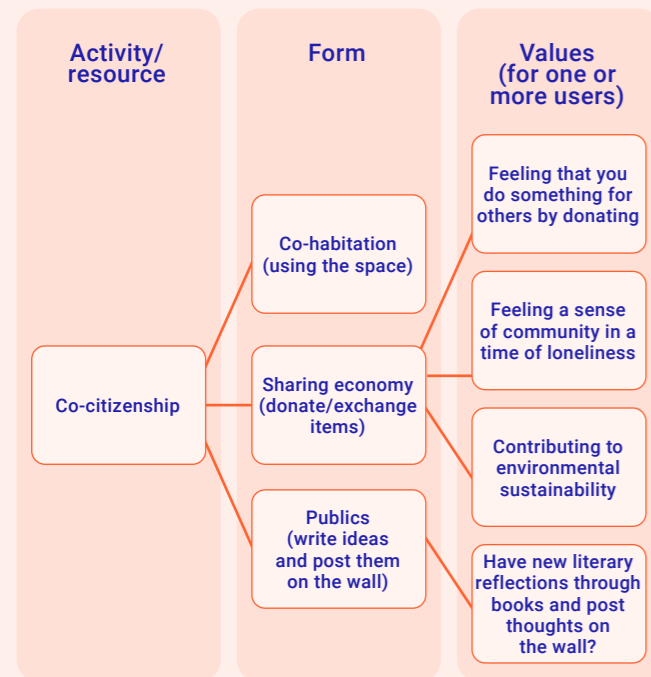 Activity/
resource
Form
Values
(for one or
more users)
Co-citizenship
Co-habitation
(using the space)
Sharing economy
(donate/exchange
items)
Publics
(write ideas
and post them
on the wall)
Feeling that you
do something for
others by donating
Feeling a sense
of community in a
time of loneliness
Contributing to
environmental
sustainability
Have new literary
reflections through
books and post
thoughts on
the wall?